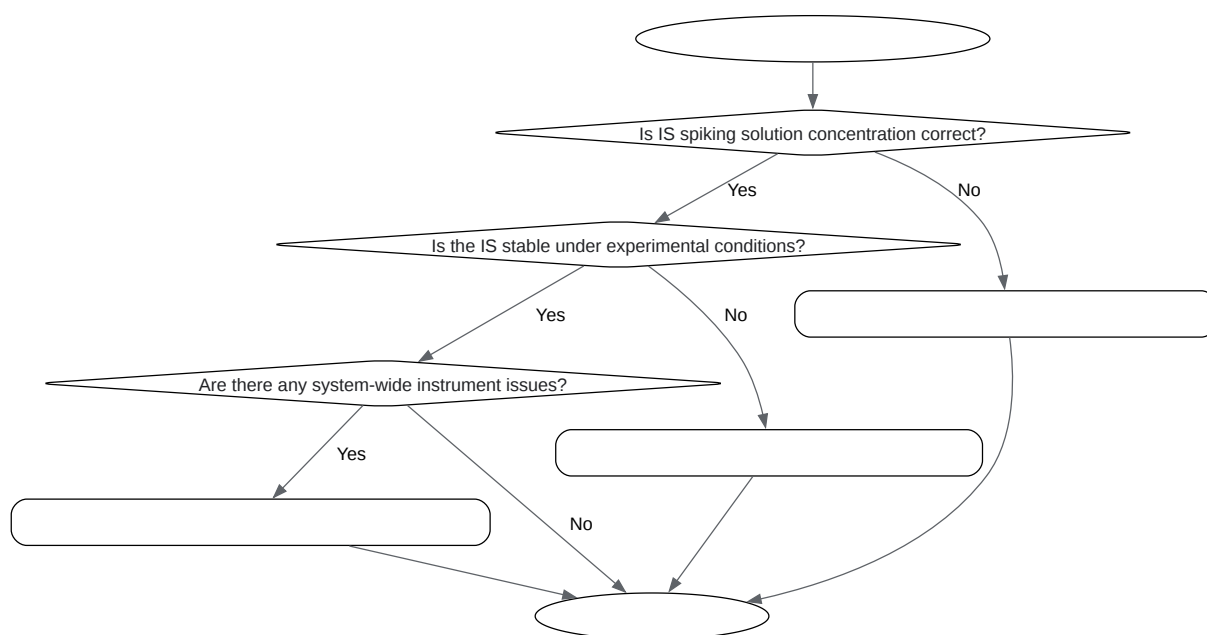 Is IS spiking solution concentration correct?
Yes
No
Is the IS stable under experimental conditions?
Yes
No
Are there any system-wide instrument issues?
Yes
No